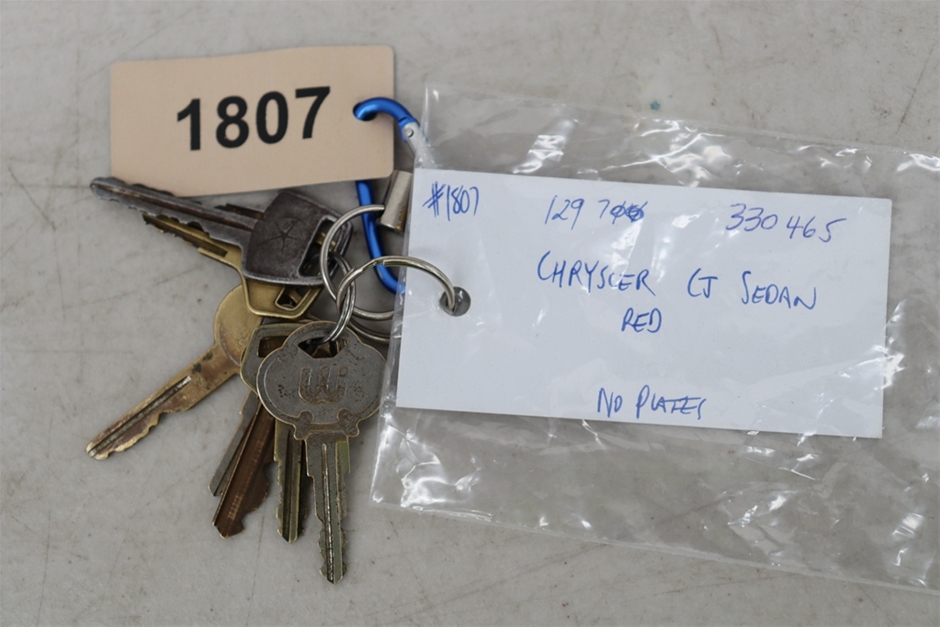 1807
#1807 129 7 330465
CHRYSLER CJ SEDAN
RED
NO PLATES